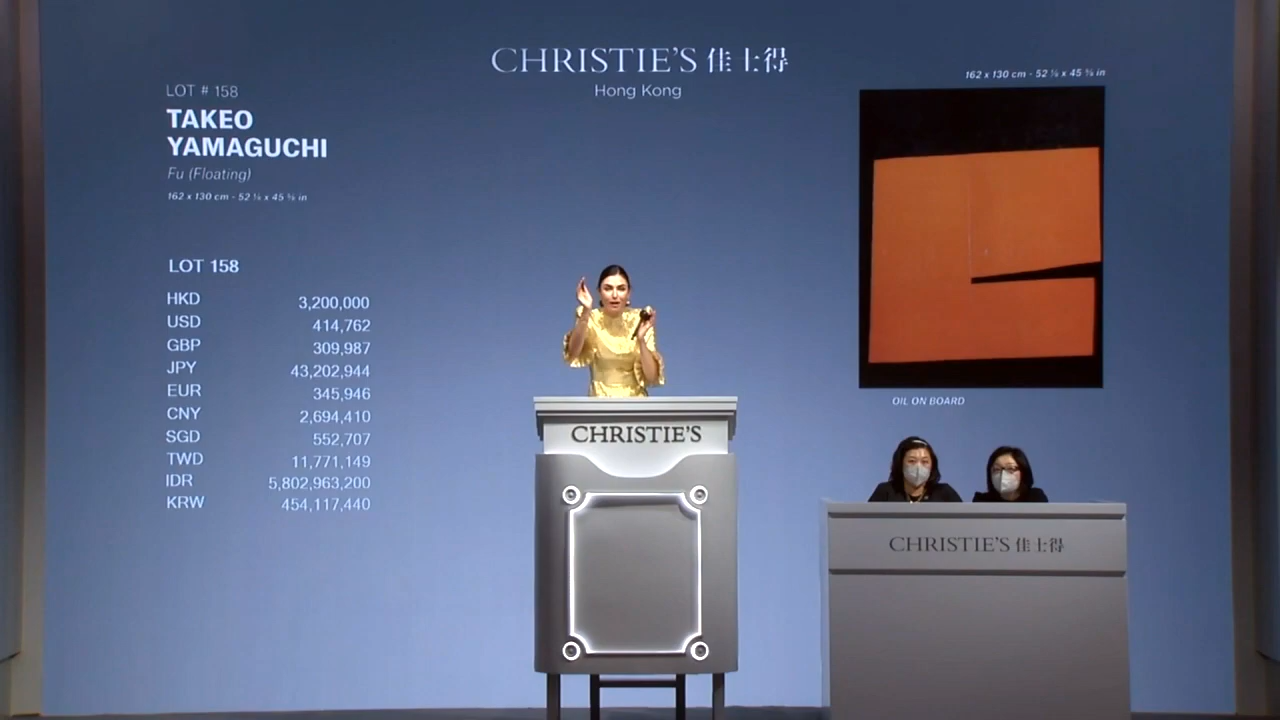 CHRISTIE'S 佳士得
Hong Kong
LOT # 158
TAKEO
YAMAGUCHI
Fu (Floating)
162 x 130 cm - 52 ⅛ x 45 ⅜ in
LOT 158
HKD 3,200,000
USD 414,762
GBP 309,987
JPY 43,202,944
EUR 345,946
CNY 2,694,410
SGD 552,707
TWD 11,771,149
IDR 5,802,963,200
KRW 454,117,440
162 x 130 cm - 52 ⅛ x 45 ⅜ in
OIL ON BOARD
CHRISTIE'S
CHRISTIE'S 佳士得